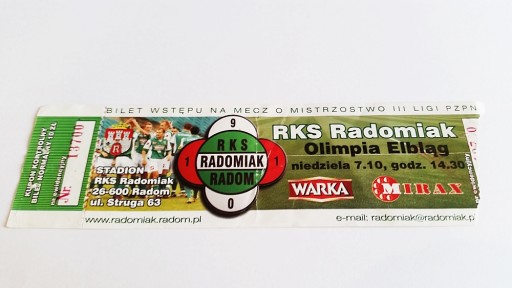 BILET WSTĘPU NA MECZ O MISTRZOSTWO III LIGI PZPN
KUPON KONTROLNY
BILET NORMALNY 10 ZŁ
Nr. 13700
R
STADION
RKS Radomiak
26-600 Radom
ul. Struga 63
9
RKS
1 RADOMIAK 1
RADOM
0
RKS Radomiak
Olimpia Elbląg
niedziela 7.10, godz. 14.30
WARKA
MIRAX
www.radomiak.radom.pl
e-mail: radomiak@radomiak.p